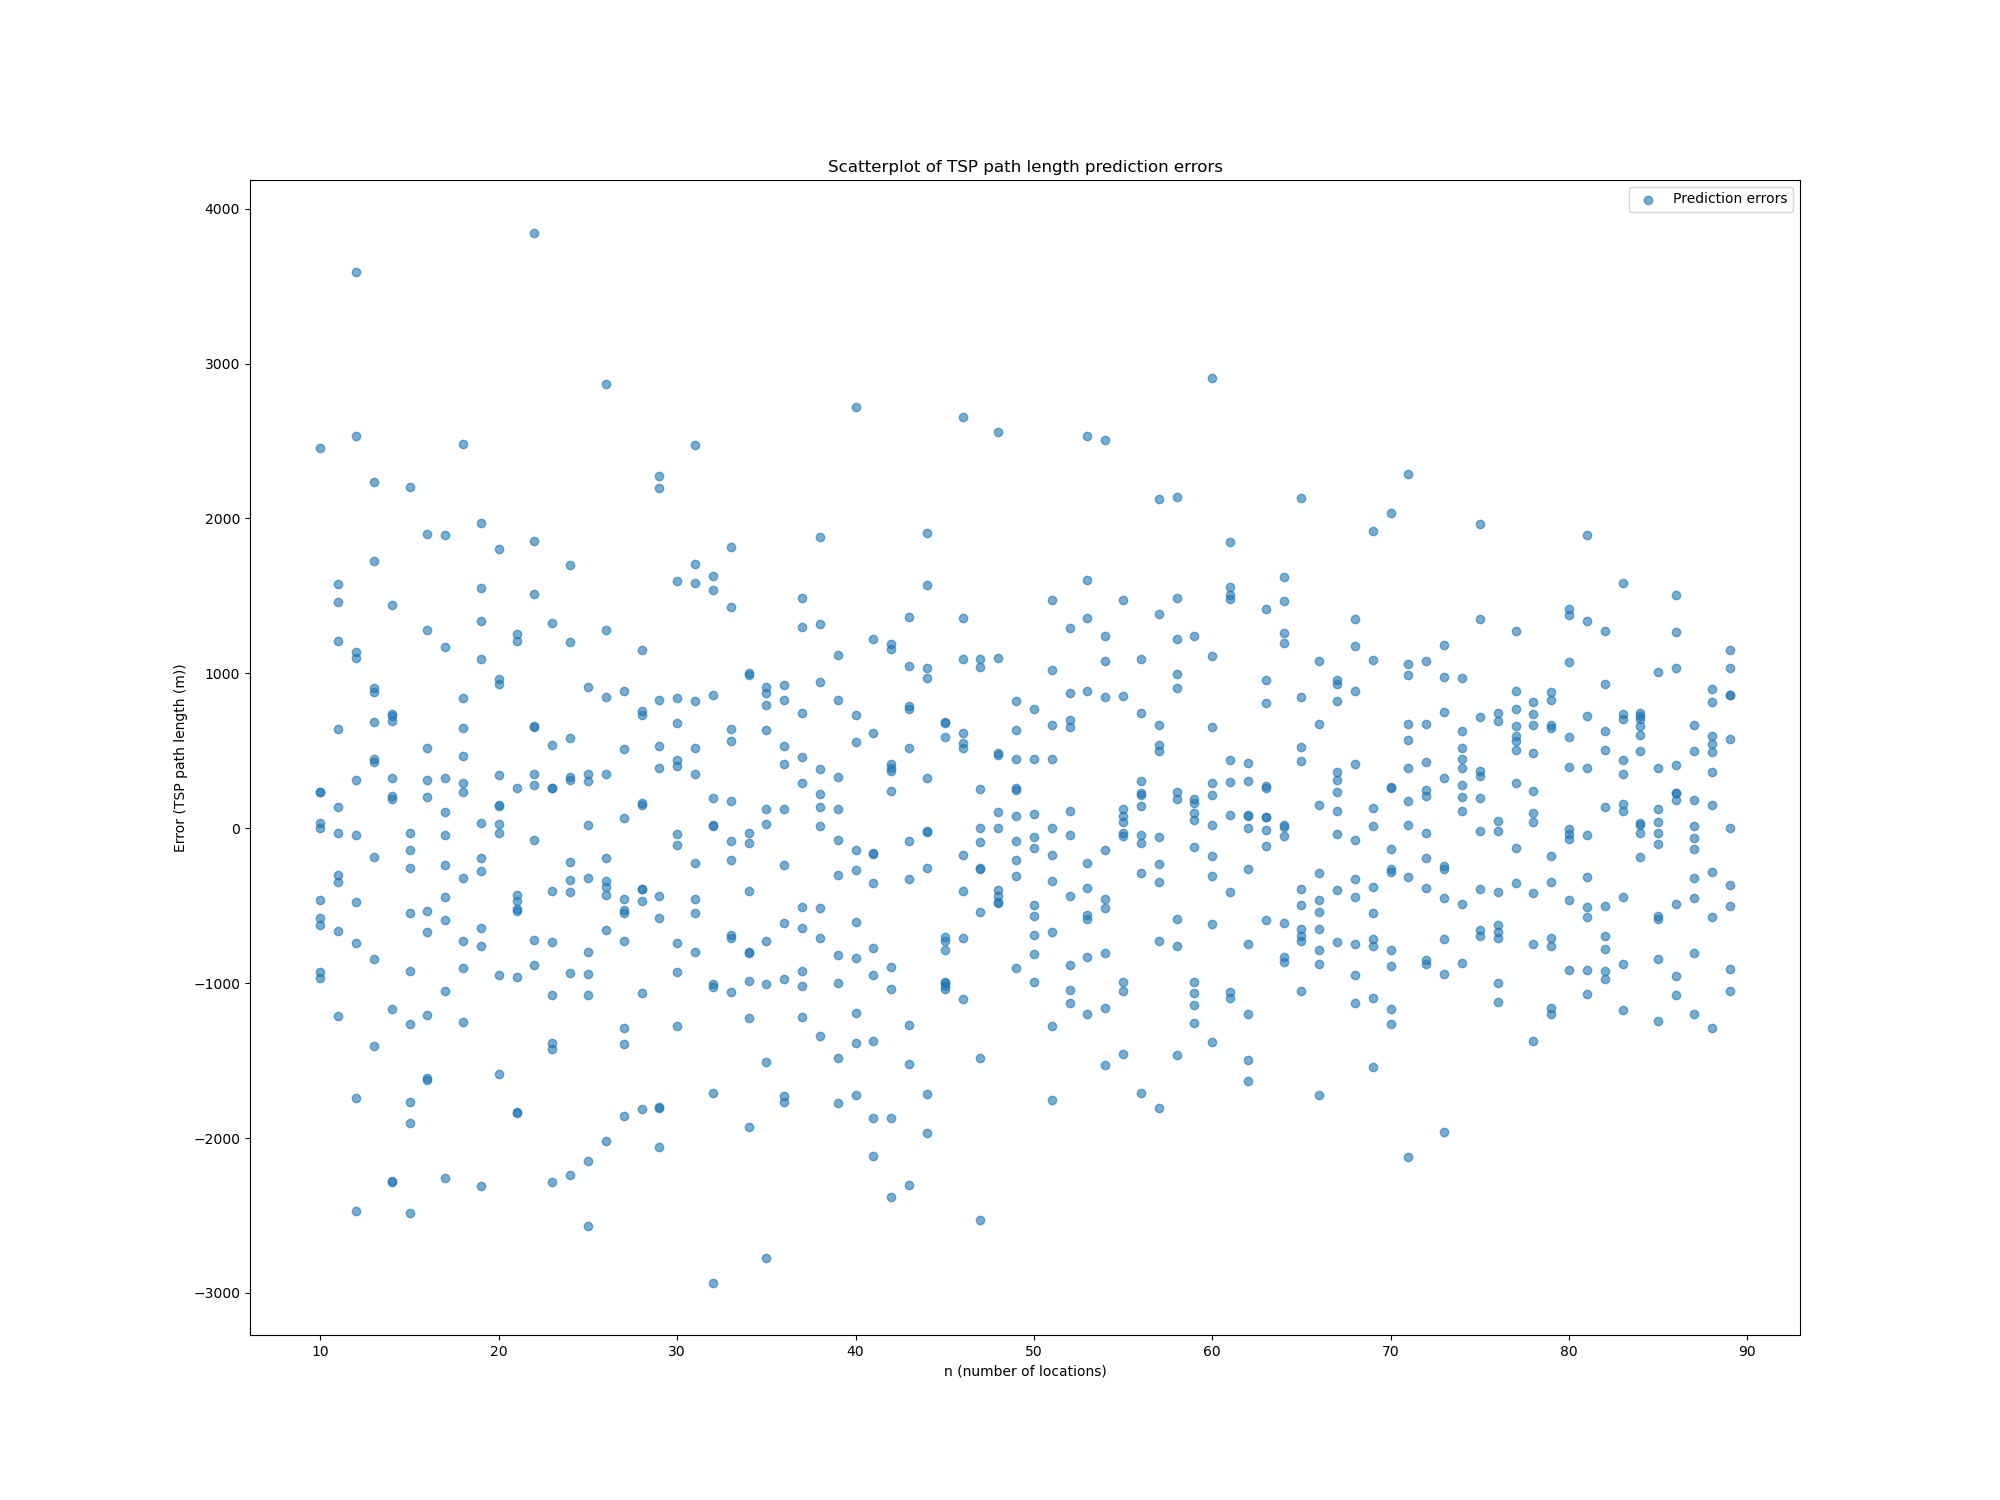 Scatterplot of TSP path length prediction errors
Prediction errors
4000
3000
2000
1000
0
−1000
−2000
−3000
Error (TSP path length (m))
10 20 30 40 50 60 70 80 90
n (number of locations)